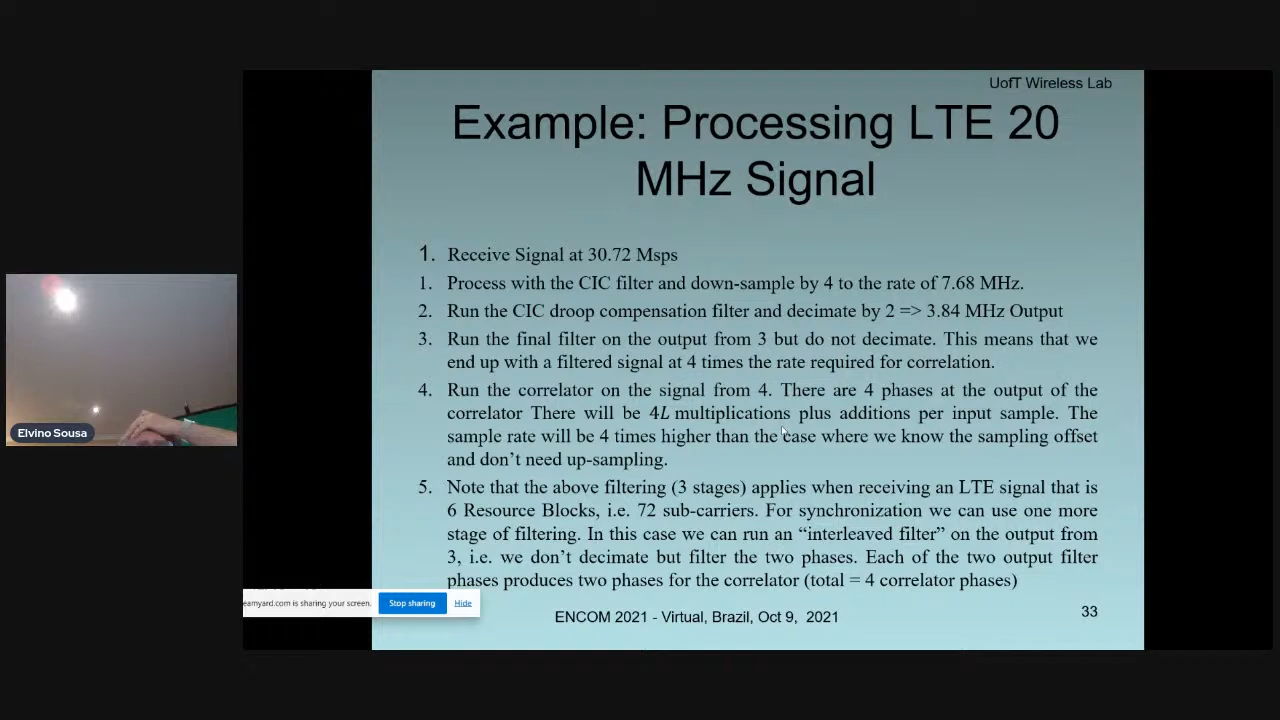 UofT Wireless Lab
Example: Processing LTE 20
MHz Signal
1. Receive Signal at 30.72 Msps
1. Process with the CIC filter and down-sample by 4 to the rate of 7.68 MHz.
2. Run the CIC droop compensation filter and decimate by 2 => 3.84 MHz Output
3. Run the final filter on the output from 3 but do not decimate. This means that we
end up with a filtered signal at 4 times the rate required for correlation.
4. Run the correlator on the signal from 4. There are 4 phases at the output of the
correlator There will be 4L multiplications plus additions per input sample. The
sample rate will be 4 times higher than the case where we know the sampling offset
and don't need up-sampling.
5. Note that the above filtering (3 stages) applies when receiving an LTE signal that is
6 Resource Blocks, i.e. 72 sub-carriers. For synchronization we can use one more
stage of filtering. In this case we can run an “interleaved filter” on the output from
3, i.e. we don't decimate but filter the two phases. Each of the two output filter
phases produces two phases for the correlator (total = 4 correlator phases)
Elvino Sousa
eamyard.com is sharing your screen. Stop sharing Hide
ENCOM 2021 - Virtual, Brazil, Oct 9, 2021
33